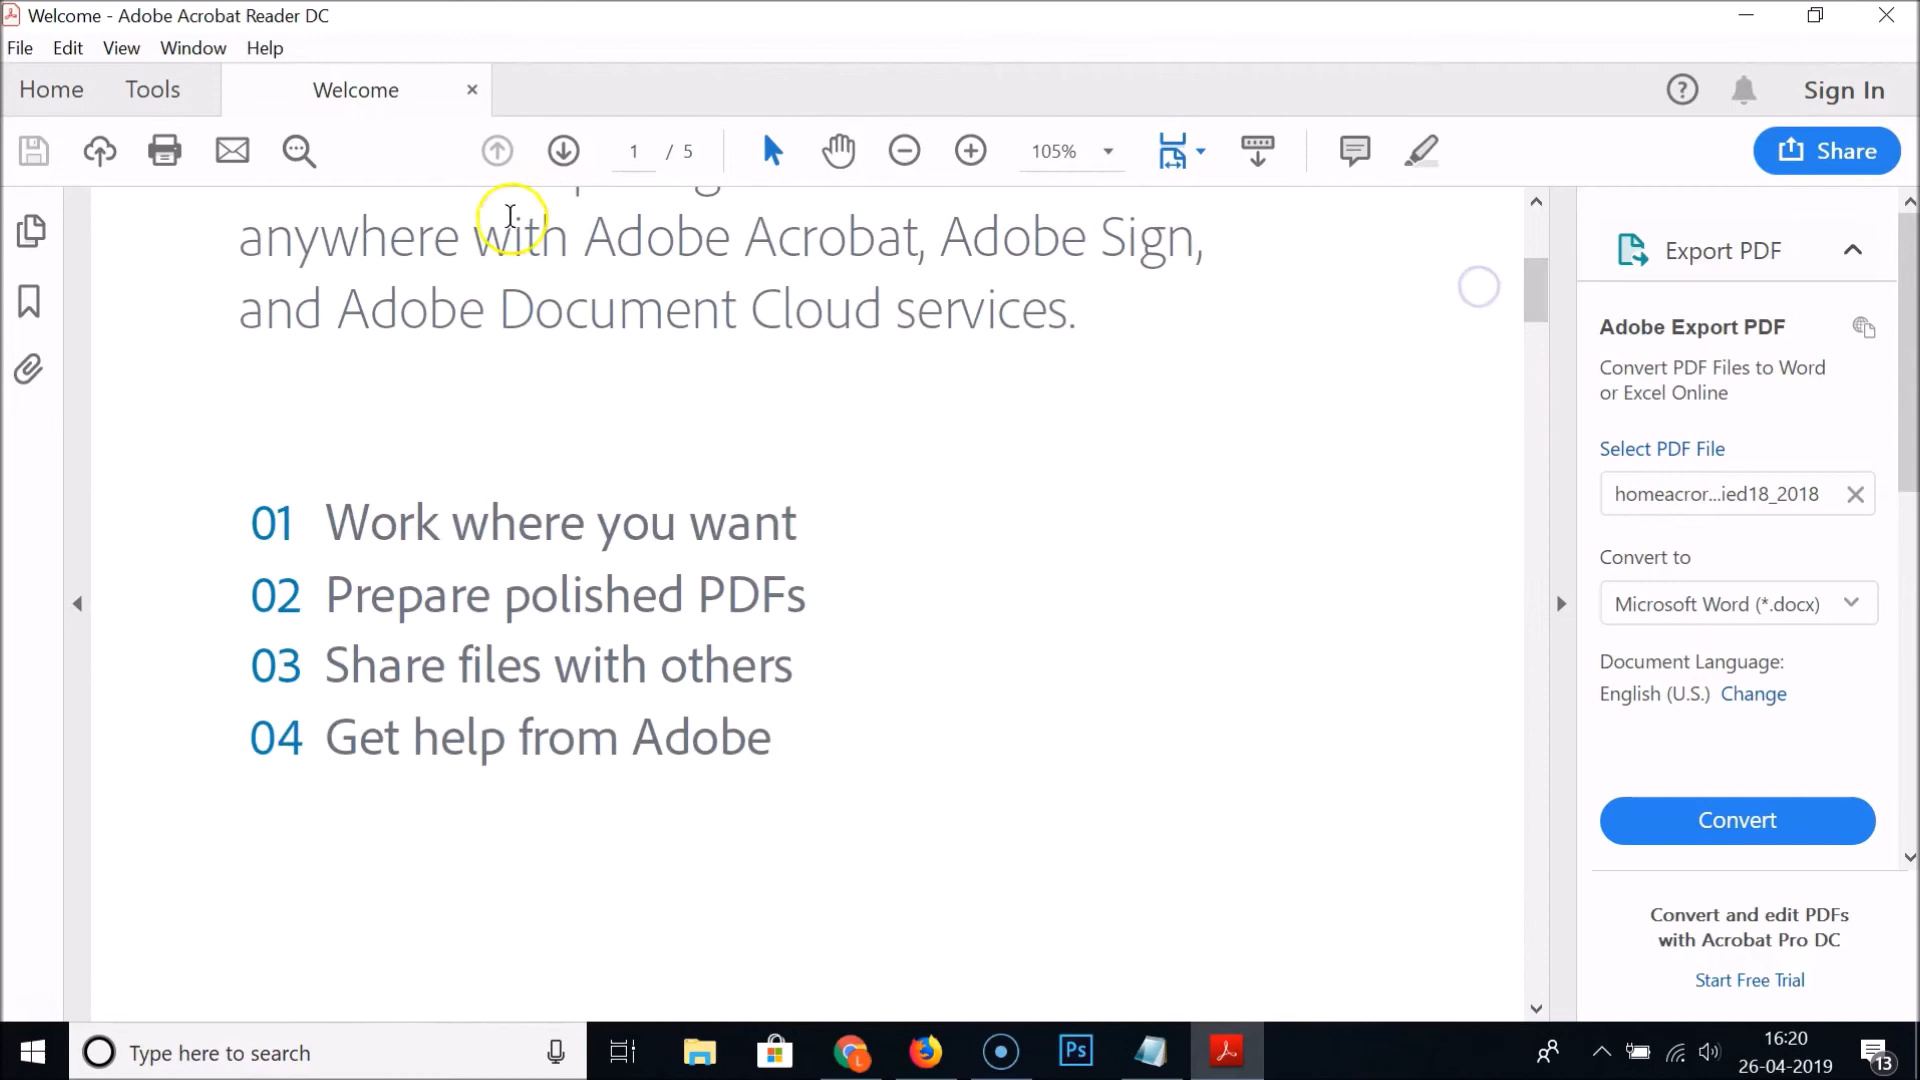 Welcome - Adobe Acrobat Reader DC
File Edit View Window Help
Home Tools Welcome Sign In
1 / 5 105% Share
anywhere with Adobe Acrobat, Adobe Sign,
and Adobe Document Cloud services.
01 Work where you want
02 Prepare polished PDFs
03 Share files with others
04 Get help from Adobe
Export PDF
Adobe Export PDF
Convert PDF Files to Word
or Excel Online
Select PDF File
homeacror...ied18_2018
Convert to
Microsoft Word (*.docx)
Document Language:
English (U.S.) Change
Convert
Convert and edit PDFs
with Acrobat Pro DC
Start Free Trial
Type here to search
L
Ps
16:20
26-04-2019
13